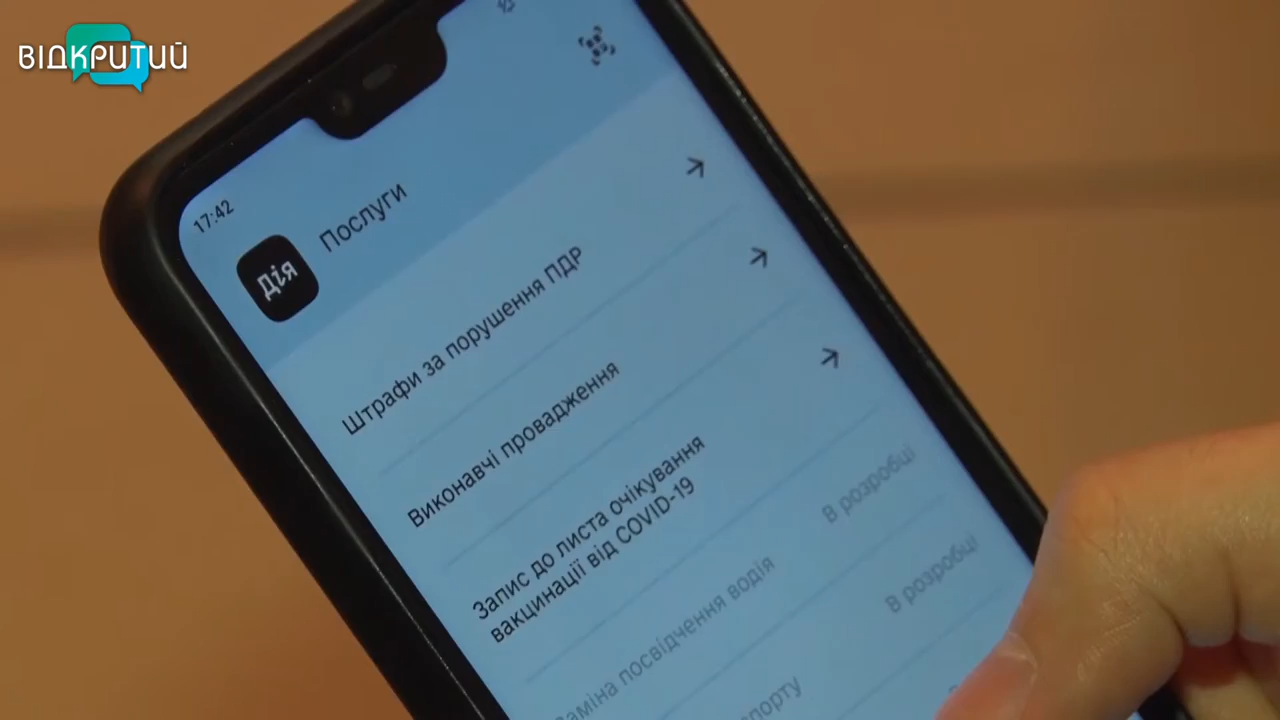 ВІДКРИТИЙ
17:42
Дія
Послуги
Штрафи за порушення ПДР
Виконавчі провадження
Запис до листа очікування
вакцинації від COVID-19
посвідчення водія
В розробці
В розробці